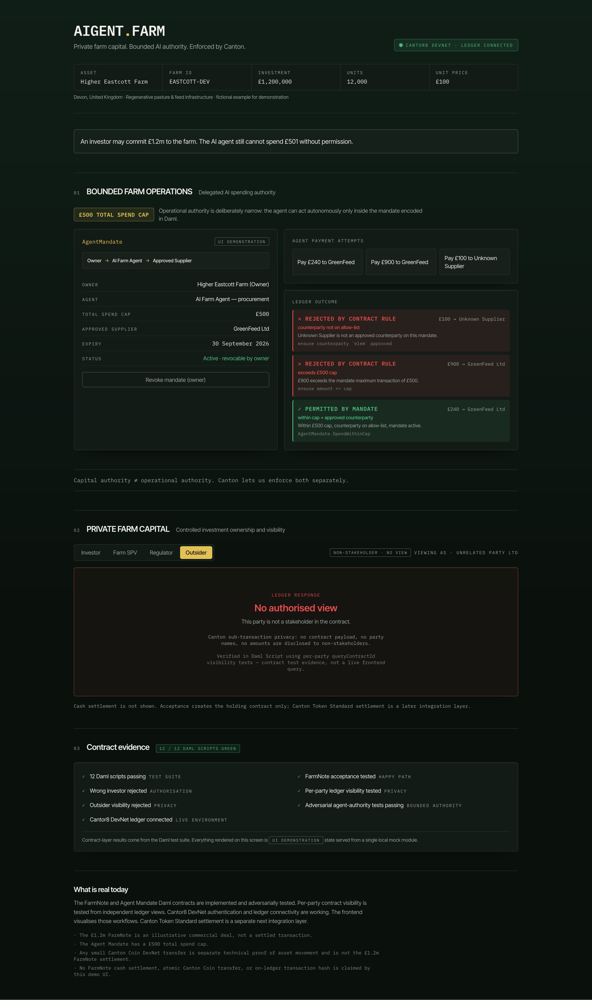 AIGENT.FARM
Private farm capital. Bounded AI authority. Enforced by Canton.
CANTOR8 DEVNET · LEDGER CONNECTED
ASSET
Higher Eastcott Farm
FARM ID
EASTCOTT-DEV
INVESTMENT
£1,200,000
UNITS
12,000
UNIT PRICE
£100
Devon, United Kingdom · Regenerative pasture & feed infrastructure · fictional example for demonstration
An investor may commit £1.2m to the farm. The AI agent still cannot spend £501 without permission.
01 BOUNDED FARM OPERATIONS Delegated AI spending authority
£500 TOTAL SPEND CAP
Operational authority is deliberately narrow: the agent can act autonomously only inside the mandate encoded
in Daml.
AgentMandate
UI DEMONSTRATION
Owner → AI Farm Agent → Approved Supplier
OWNER Higher Eastcott Farm (Owner)
AGENT AI Farm Agent — procurement
TOTAL SPEND CAP £500
APPROVED SUPPLIER GreenFeed Ltd
EXPIRY 30 September 2026
STATUS Active · revocable by owner
Revoke mandate (owner)
AGENT PAYMENT ATTEMPTS
Pay £240 to GreenFeed
Pay £900 to GreenFeed
Pay £100 to Unknown
Supplier
LEDGER OUTCOME
× REJECTED BY CONTRACT RULE £100 → Unknown Supplier
counterparty not on allow-list
Unknown Supplier is not an approved counterparty on this mandate.
ensure counterparty `elem` approved
× REJECTED BY CONTRACT RULE £900 → GreenFeed Ltd
exceeds £500 cap
£900 exceeds the mandate maximum transaction of £500.
ensure amount <= cap
✓ PERMITTED BY MANDATE £240 → GreenFeed Ltd
within cap + approved counterparty
Within £500 cap, counterparty on allow-list, mandate active.
AgentMandate.SpendWithinCap
Capital authority ≠ operational authority. Canton lets us enforce both separately.
02 PRIVATE FARM CAPITAL Controlled investment ownership and visibility
Investor Farm SPV Regulator Outsider
NON-STAKEHOLDER · NO VIEW VIEWING AS · UNRELATED PARTY LTD
LEDGER RESPONSE
No authorised view
This party is not a stakeholder in the contract.
Canton sub-transaction privacy: no contract payload, no party
names, no amounts are disclosed to non-stakeholders.
Verified in Daml Script using per-party queryContractId
visibility tests — contract test evidence, not a live frontend
query.
Cash settlement is not shown. Acceptance creates the holding contract only; Canton Token Standard settlement is a later integration layer.
03 Contract evidence 12 / 12 DAML SCRIPTS GREEN
✓ 12 Daml scripts passing TEST SUITE
✓ FarmNote acceptance tested HAPPY PATH
✓ Wrong investor rejected AUTHORISATION
✓ Per-party ledger visibility tested PRIVACY
✓ Outsider visibility rejected PRIVACY
✓ Adversarial agent-authority tests passing BOUNDED AUTHORITY
✓ Cantor8 DevNet ledger connected LIVE ENVIRONMENT
Contract-layer results come from the Daml test suite. Everything rendered on this screen is UI DEMONSTRATION state served from a single local mock module.
What is real today
The FarmNote and Agent Mandate Daml contracts are implemented and adversarially tested. Per-party contract visibility is
tested from independent ledger views. Cantor8 DevNet authentication and ledger connectivity are working. The frontend
visualises those workflows. Canton Token Standard settlement is a separate next integration layer.
· The £1.2m FarmNote is an illustrative commercial deal, not a settled transaction.
· The Agent Mandate has a £500 total spend cap.
· Any small Canton Coin DevNet transfer is separate technical proof of asset movement and is not the £1.2m
FarmNote settlement.
· No FarmNote cash settlement, atomic Canton Coin transfer, or on-ledger transaction hash is claimed by
this demo UI.